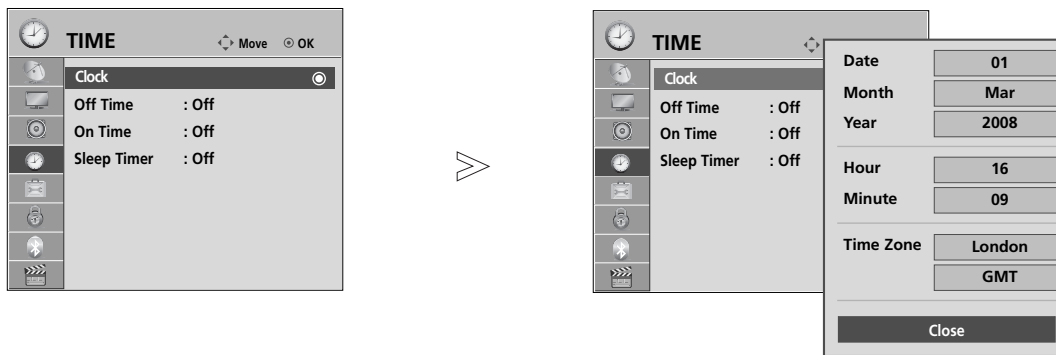 TIME Move OK
Clock
Off Time : Off
On Time : Off
Sleep Timer : Off
TIME
Clock
Off Time : Off
On Time : Off
Sleep Timer : Off
Date 01
Month Mar
Year 2008
Hour 16
Minute 09
Time Zone London
GMT
Close